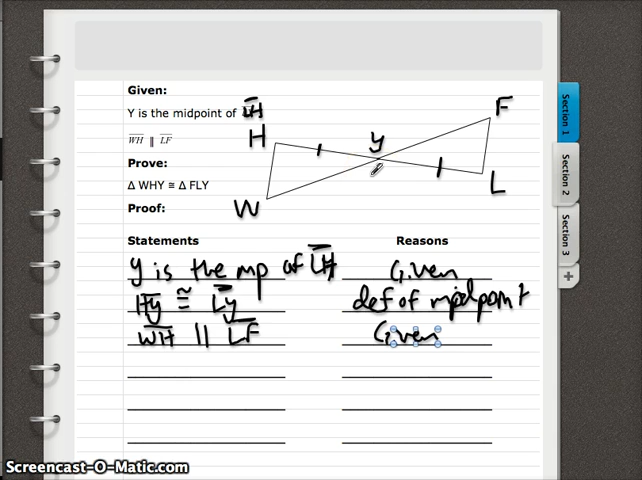 Given:
Y is the midpoint of LH
WH ∥ LF
Prove:
Δ WHY ≅ Δ FLY
Proof:
H
y
F
L
W
Statements
Reasons
y is the mp of LH
Given
Hy ≅ Ly
def of midpoint
WH || LF
Given
Section 1
Section 2
Section 3
+
Screencast-O-Matic.com